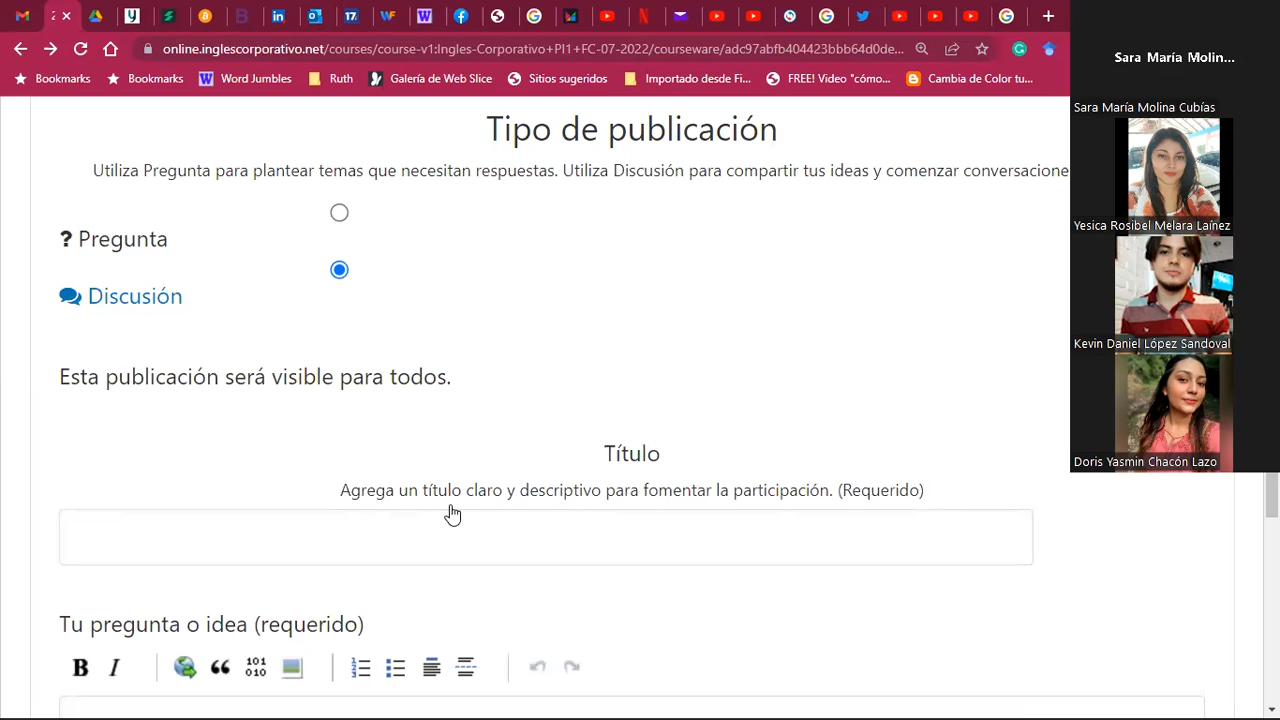 2
17
online.inglescorporativo.net/courses/course-v1:Ingles-Corporativo+PI1+FC-07-2022/courseware/adc97abfb404423bbb64d0de...
Bookmarks
Bookmarks
Word Jumbles
Ruth
Galería de Web Slice
Sitios sugeridos
Importado desde Fi...
FREE! Video "cómo...
Cambia de Color tu...
Tipo de publicación
Utiliza Pregunta para plantear temas que necesitan respuestas. Utiliza Discusión para compartir tus ideas y comenzar conversacione
? Pregunta
Discusión
Esta publicación será visible para todos.
Título
Agrega un título claro y descriptivo para fomentar la participación. (Requerido)
Tu pregunta o idea (requerido)
B I
101
010
Sara María Molin...
Sara María Molina Cubías
Yesica Rosibel Melara Laínez
Kevin Daniel López Sandoval
Doris Yasmin Chacón Lazo